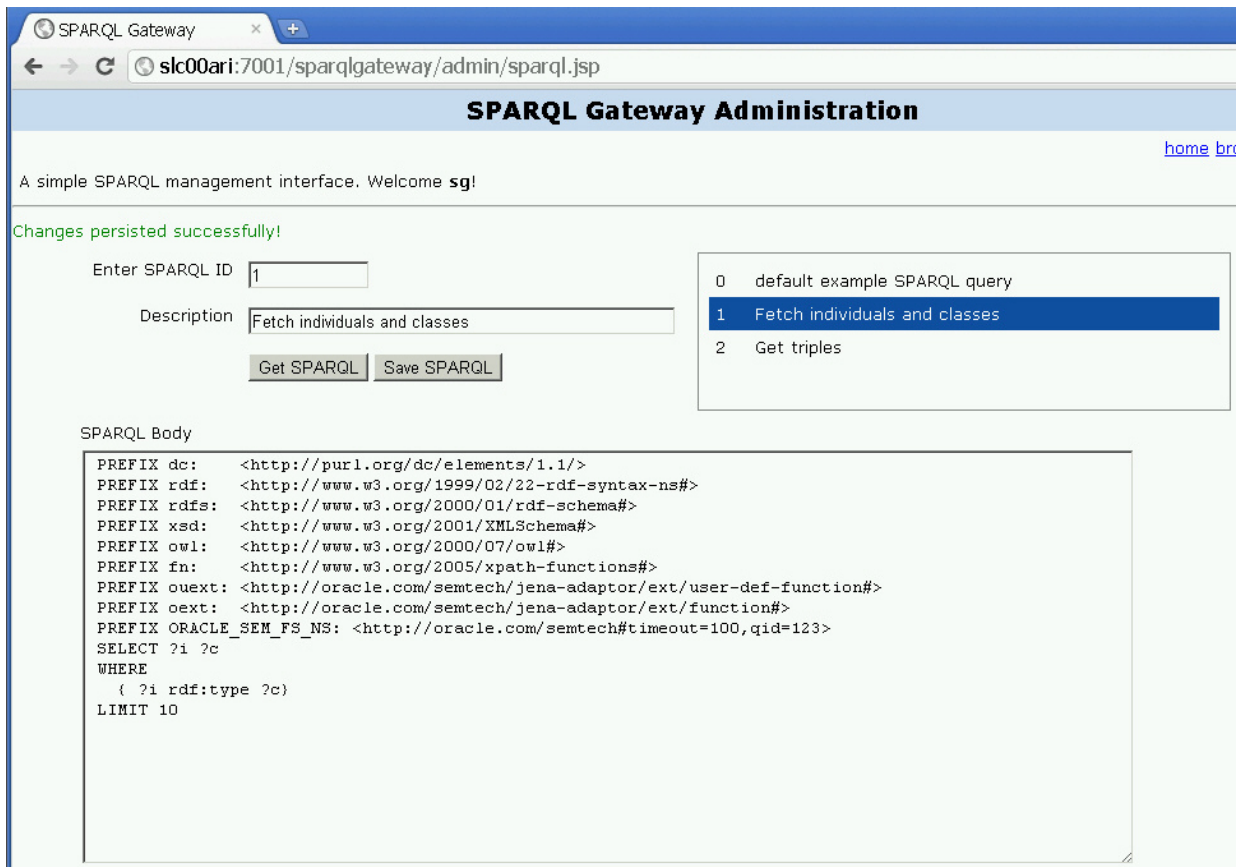 SPARQL Gateway
slc00ari:7001/sparqlgateway/admin/sparql.jsp
SPARQL Gateway Administration
home bro
A simple SPARQL management interface. Welcome sg!
Changes persisted successfully!
Enter SPARQL ID 1
Description Fetch individuals and classes
Get SPARQL Save SPARQL
0 default example SPARQL query
1 Fetch individuals and classes
2 Get triples
SPARQL Body
PREFIX dc: <http://purl.org/dc/elements/1.1/>
PREFIX rdf: <http://www.w3.org/1999/02/22-rdf-syntax-ns#>
PREFIX rdfs: <http://www.w3.org/2000/01/rdf-schema#>
PREFIX xsd: <http://www.w3.org/2001/XMLSchema#>
PREFIX owl: <http://www.w3.org/2000/07/owl#>
PREFIX fn: <http://www.w3.org/2005/xpath-functions#>
PREFIX ouext: <http://oracle.com/semtech/jena-adaptor/ext/user-def-function#>
PREFIX oext: <http://oracle.com/semtech/jena-adaptor/ext/function#>
PREFIX ORACLE_SEM_FS_NS: <http://oracle.com/semtech#timeout=100,qid=123>
SELECT ?i ?c
WHERE
{ ?i rdf:type ?c}
LIMIT 10